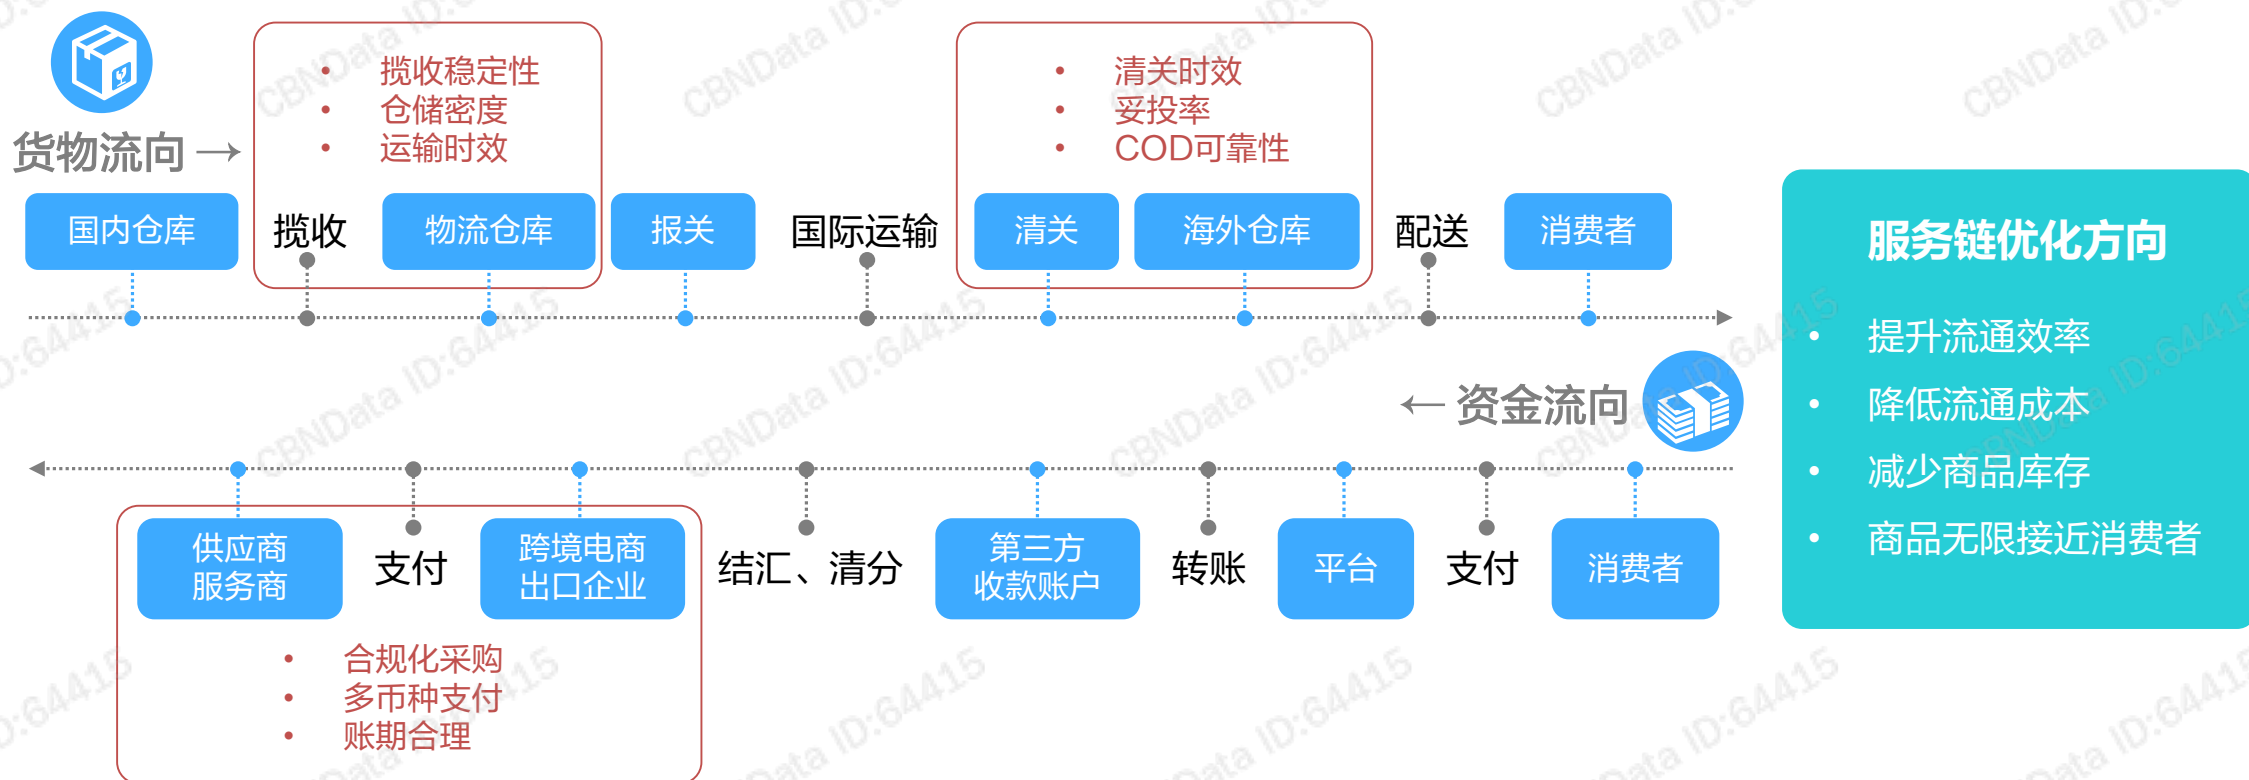 货物流向 →
揽收稳定性
仓储密度
运输时效
清关时效
妥投率
COD可靠性
国内仓库
揽收
物流仓库
报关
国际运输
清关
海外仓库
配送
消费者
← 资金流向
供应商
服务商
支付
跨境电商
出口企业
结汇、清分
第三方
收款账户
转账
平台
支付
消费者
合规化采购
多币种支付
账期合理
服务链优化方向
提升流通效率
降低流通成本
减少商品库存
商品无限接近消费者
CBNData ID:64415